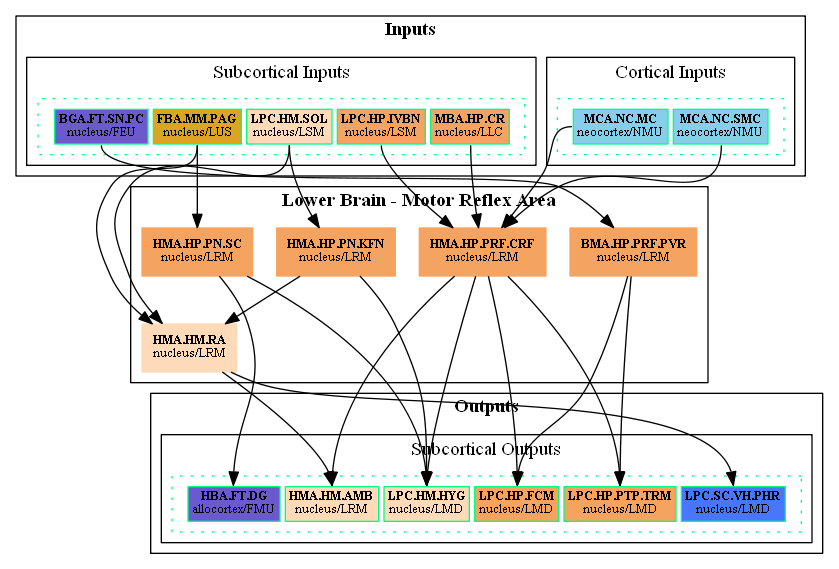 Inputs
Subcortical Inputs
Cortical Inputs
BGA.FT.SN.PC
nucleus/FEU
FBA.MM.PAG
nucleus/LUS
LPC.HM.SOL
nucleus/LSM
LPC.HP.IVBN
nucleus/LSM
MBA.HP.CR
nucleus/LLC
MCA.NC.MC
neocortex/NMU
MCA.NC.SMC
neocortex/NMU
Lower Brain - Motor Reflex Area
HMA.HP.PN.SC
nucleus/LRM
HMA.HP.PN.KFN
nucleus/LRM
HMA.HP.PRF.CRF
nucleus/LRM
BMA.HP.PRF.PVR
nucleus/LRM
HMA.HM.RA
nucleus/LRM
Outputs
Subcortical Outputs
HBA.FT.DG
allocortex/FMU
HMA.HM.AMB
nucleus/LRM
LPC.HM.HYG
nucleus/LMD
LPC.HP.FCM
nucleus/LMD
LPC.HP.PTP.TRM
nucleus/LMD
LPC.SC.VH.PHR
nucleus/LMD